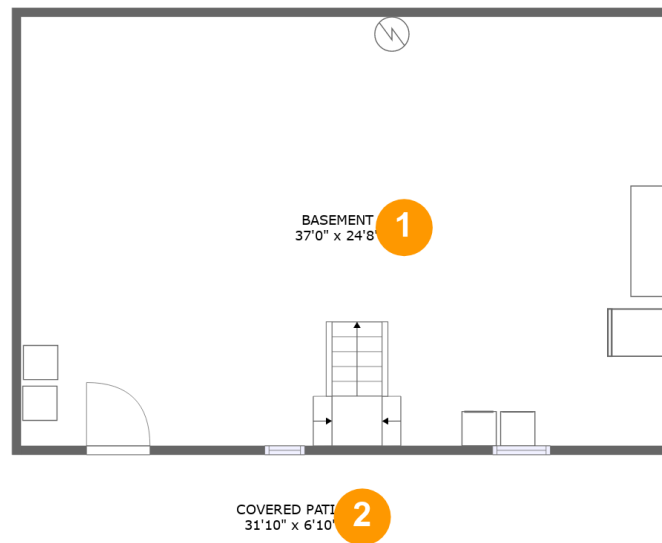 BASEMENT
37'0" x 24'8"
1
COVERED PATI
31'10" x 6'10"
2